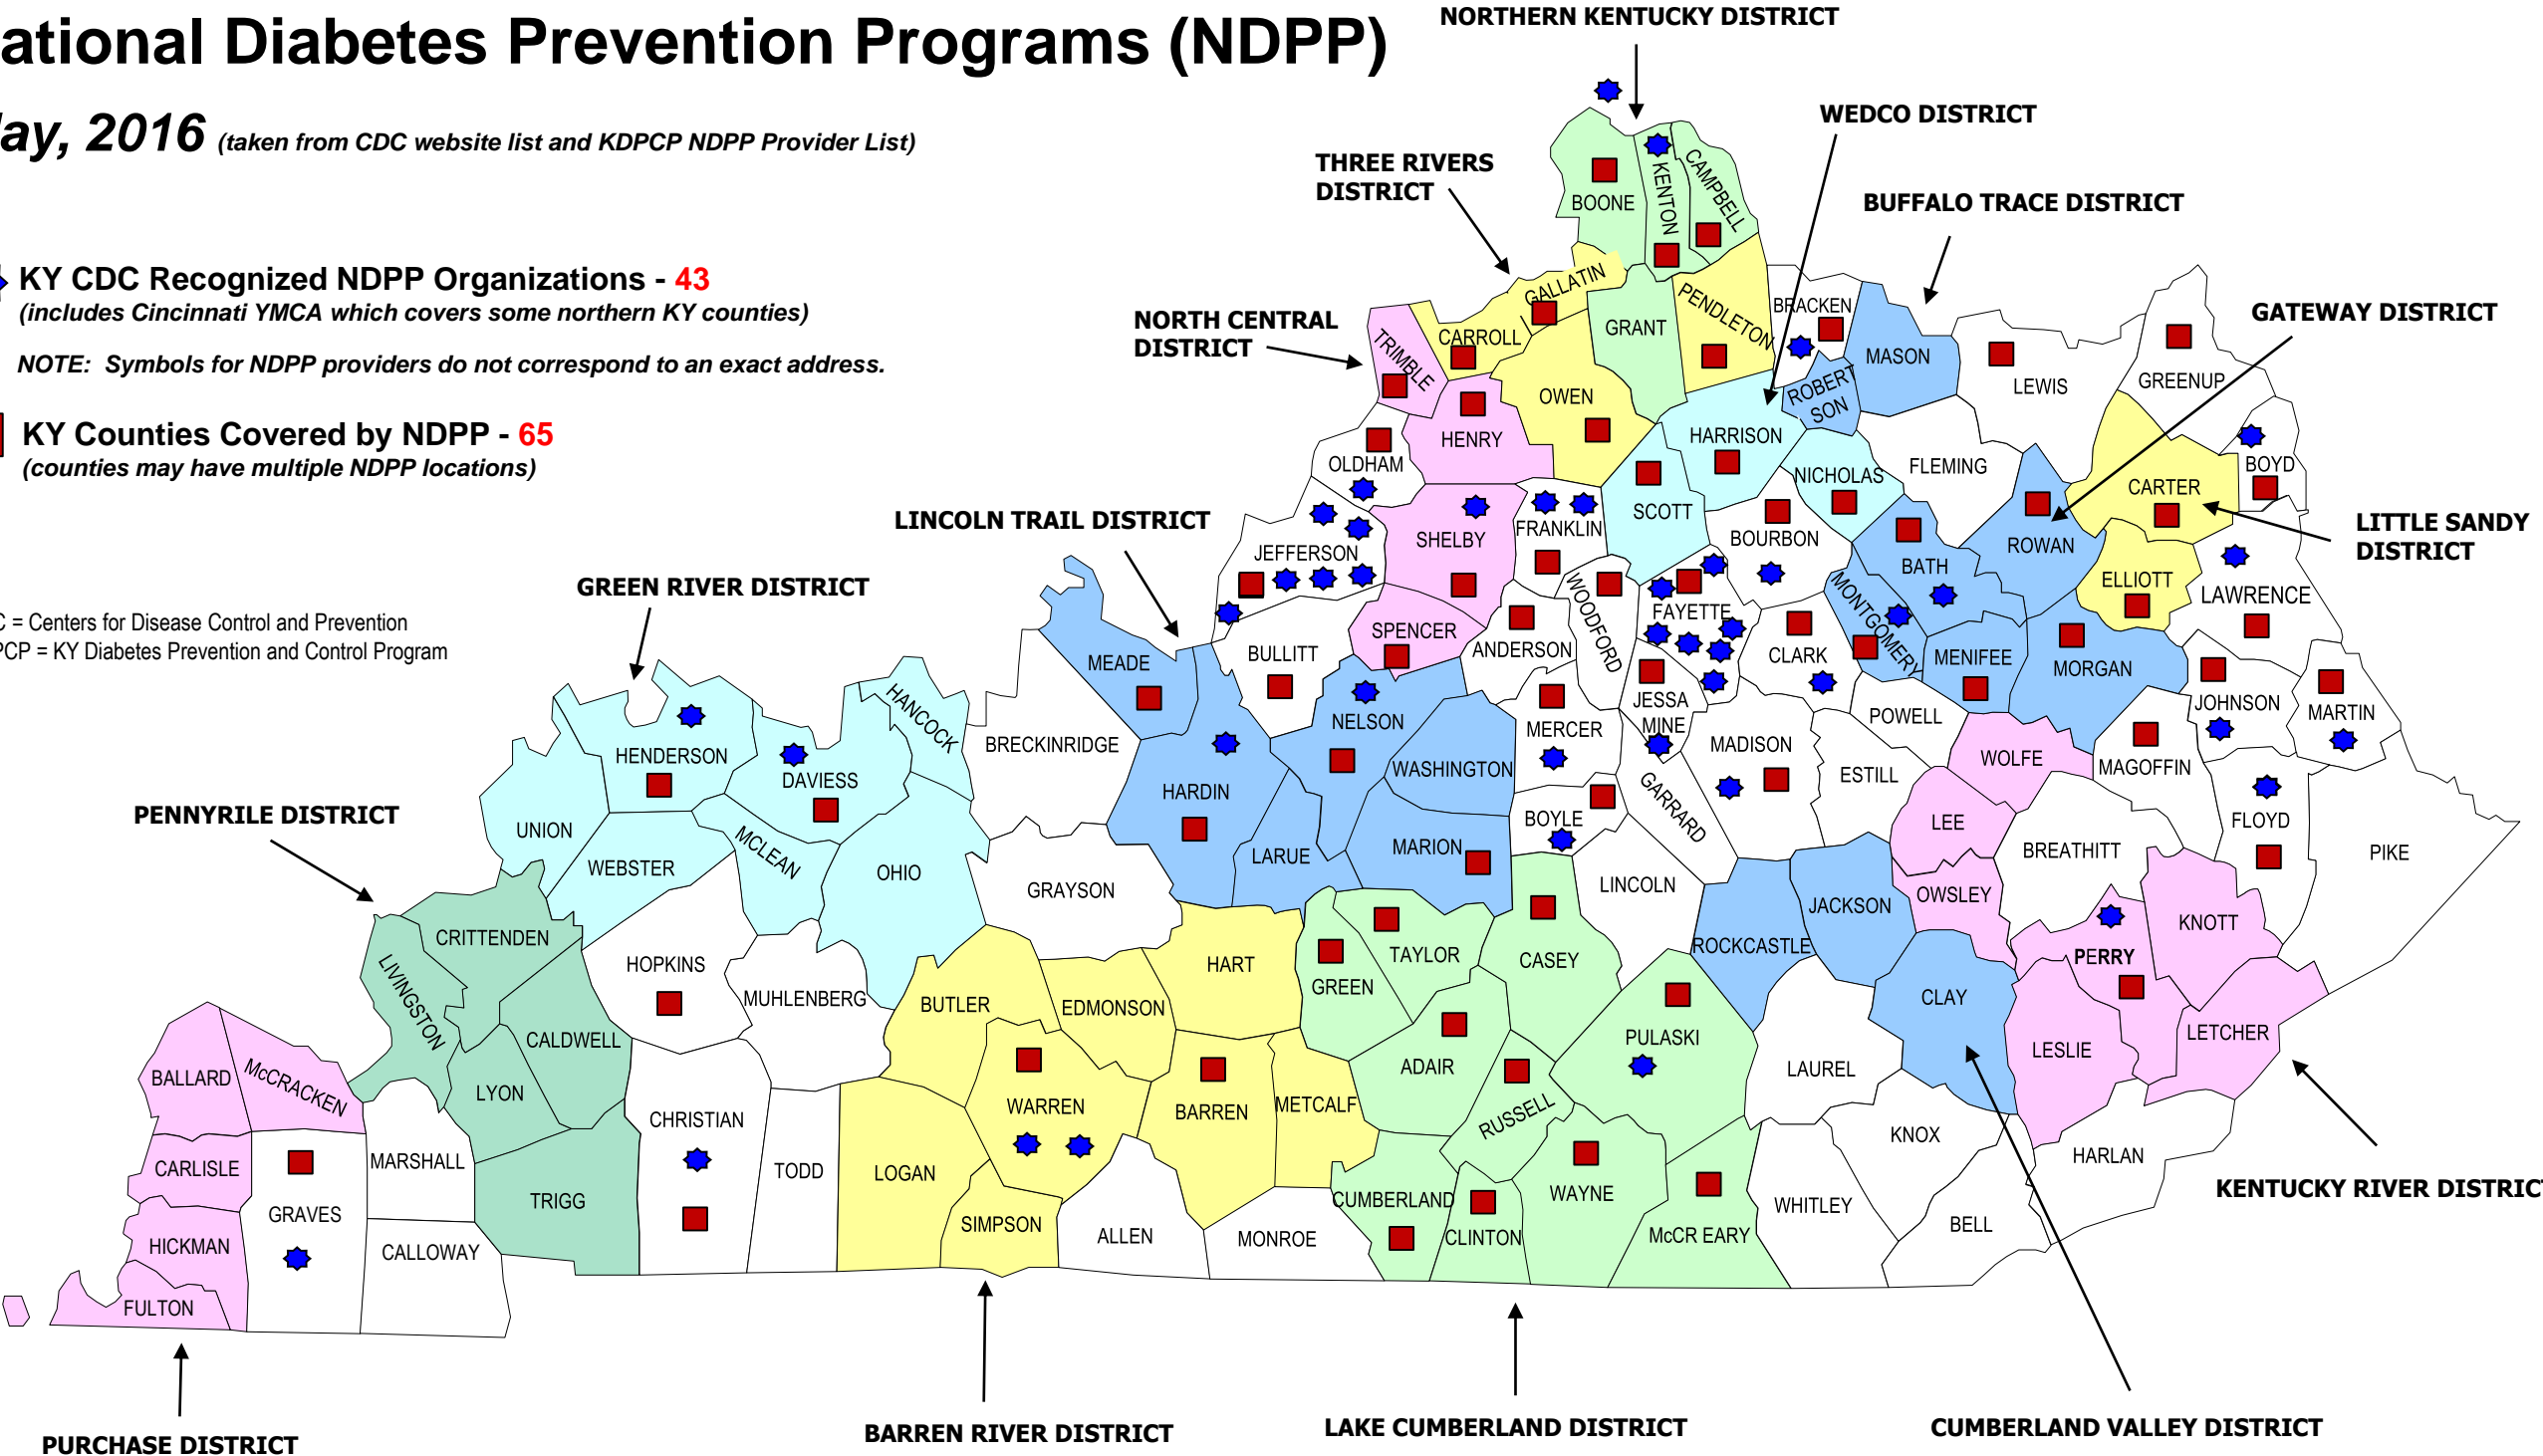 ational Diabetes Prevention Programs (NDPP)
ay, 2016 (taken from CDC website list and KDPCP NDPP Provider List)
KY CDC Recognized NDPP Organizations - 43
(includes Cincinnati YMCA which covers some northern KY counties)
NOTE: Symbols for NDPP providers do not correspond to an exact address.
KY Counties Covered by NDPP - 65
(counties may have multiple NDPP locations)
C = Centers for Disease Control and Prevention
PCP = KY Diabetes Prevention and Control Program
NORTHERN KENTUCKY DISTRICT
WEDCO DISTRICT
THREE RIVERS
DISTRICT
BUFFALO TRACE DISTRICT
GATEWAY DISTRICT
NORTH CENTRAL
DISTRICT
LINCOLN TRAIL DISTRICT
LITTLE SANDY
DISTRICT
GREEN RIVER DISTRICT
PENNYRILE DISTRICT
KENTUCKY RIVER DISTRICT
PURCHASE DISTRICT
BARREN RIVER DISTRICT
LAKE CUMBERLAND DISTRICT
CUMBERLAND VALLEY DISTRICT
BOONE
KENTON
CAMPBELL
GALLATIN
CARROLL
GRANT
PENDLETON
BRACKEN
MASON
ROBERT
SON
LEWIS
GREENUP
TRIMBLE
OWEN
HENRY
OLDHAM
HARRISON
NICHOLAS
FLEMING
BOYD
CARTER
SCOTT
FRANKLIN
SHELBY
JEFFERSON
BOURBON
ROWAN
BATH
ELLIOTT
LAWRENCE
WOODFORD
FAYETTE
MONTGOMERY
SPENCER
ANDERSON
BULLITT
CLARK
MENIFEE
MORGAN
MEADE
JESSA
MINE
JOHNSON
MARTIN
POWELL
HANCOCK
NELSON
MERCER
MADISON
BRECKINRIDGE
HENDERSON
DAVIESS
WASHINGTON
HARDIN
ESTILL
WOLFE
MAGOFFIN
GARRARD
BOYLE
LEE
FLOYD
UNION
MCLEAN
WEBSTER
OHIO
LARUE
MARION
BREATHITT
PIKE
GRAYSON
LINCOLN
OWSLEY
JACKSON
KNOTT
CRITTENDEN
ROCKCASTLE
TAYLOR
CASEY
PERRY
HOPKINS
HART
GREEN
LIVINGSTON
MUHLENBERG
BUTLER
EDMONSON
CLAY
LETCHER
CALDWELL
PULASKI
LESLIE
ADAIR
LAUREL
BALLARD
McCRACKEN
LYON
WARREN
BARREN
METCALF
RUSSELL
CHRISTIAN
KNOX
HARLAN
CARLISLE
MARSHALL
TODD
LOGAN
TRIGG
CUMBERLAND
WAYNE
WHITLEY
GRAVES
SIMPSON
ALLEN
MONROE
CLINTON
McCR EARY
BELL
HICKMAN
CALLOWAY
FULTON